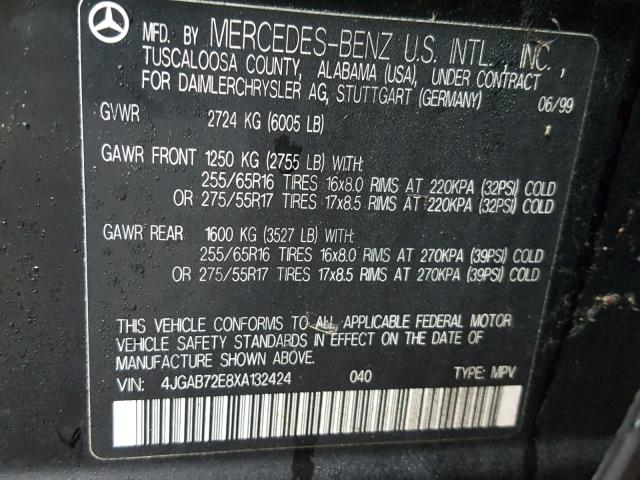 MFD. BY MERCEDES-BENZ U.S. INTL., INC.,
TUSCALOOSA COUNTY, ALABAMA (USA), UNDER CONTRACT
FOR DAIMLERCHRYSLER AG, STUTTGART (GERMANY) 06/99
GVWR 2724 KG (6005 LB)
GAWR FRONT 1250 KG (2755 LB) WITH:
255/65R16 TIRES 16x8.0 RIMS AT 220KPA (32PSI) COLD
OR 275/55R17 TIRES 17x8.5 RIMS AT 220KPA (32PSI) COLD
GAWR REAR 1600 KG (3527 LB) WITH:
255/65R16 TIRES 16x8.0 RIMS AT 270KPA (39PSI) COLD
OR 275/55R17 TIRES 17x8.5 RIMS AT 270KPA (39PSI) COLD
THIS VEHICLE CONFORMS TO ALL APPLICABLE FEDERAL MOTOR
VEHICLE SAFETY STANDARDS IN EFFECT ON THE DATE OF
MANUFACTURE SHOWN ABOVE.
VIN: 4JGAB72E8XA132424 040 TYPE: MPV